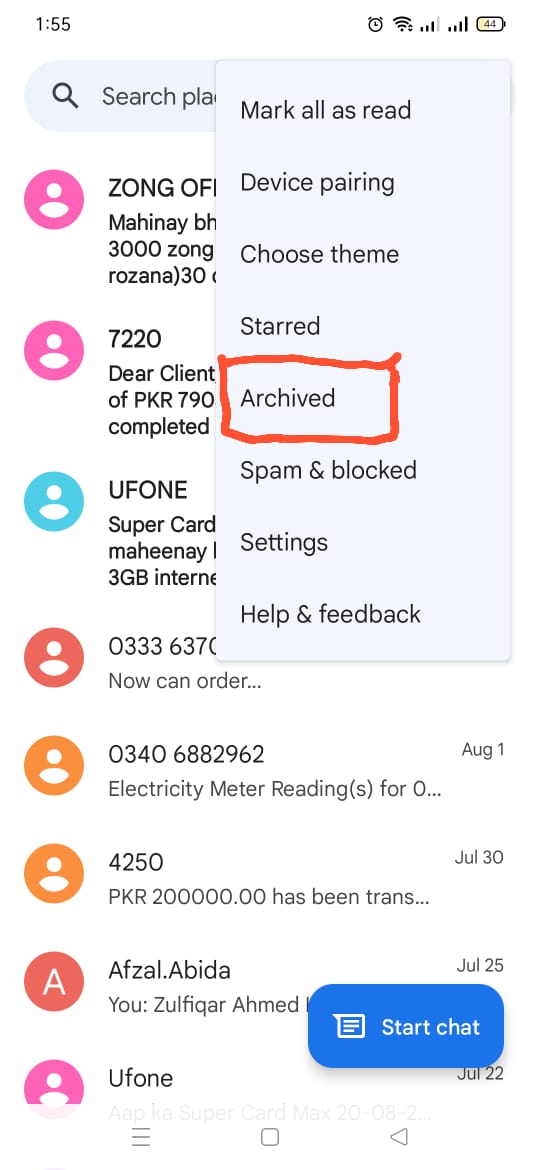 1:55
44
Search pla
Mark all as read
Device pairing
Choose theme
Starred
Archived
Spam & blocked
Settings
Help & feedback
ZONG OF
Mahinay bh
3000 zong
rozana)30
7220
Dear Client
of PKR 790
completed
UFONE
Super Card
maheenay
3GB interne
0333 6370
Now can order...
0340 6882962
Aug 1
Electricity Meter Reading(s) for 0...
4250
Jul 30
PKR 200000.00 has been trans...
Afzal.Abida
Jul 25
A
You: Zulfiqar Ahmed
Start chat
Ufone
Jul 22
Aap ka Super Card Max 20-08-2...